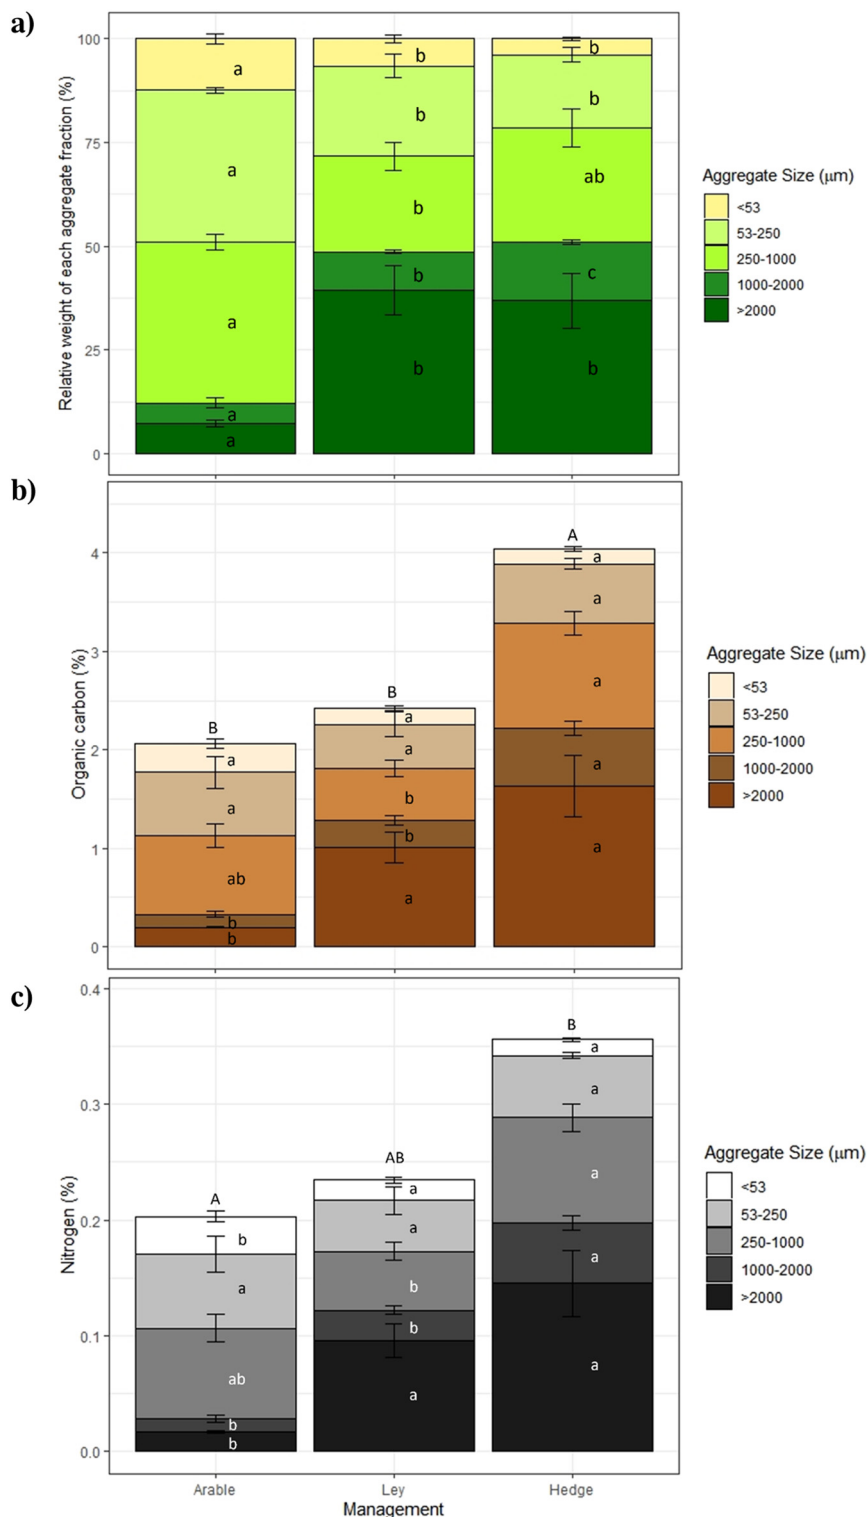 a)
Relative weight of each aggregate fraction (%)
100
75
50
25
0
a
a
a
a
a
b
b
b
b
b
b
b
ab
c
b
Aggregate Size (μm)
<53
53-250
250-1000
1000-2000
>2000
b)
Organic carbon (%)
4
3
2
1
0
B
a
a
ab
b
b
B
a
a
b
b
a
A
a
a
a
a
a
Aggregate Size (μm)
<53
53-250
250-1000
1000-2000
>2000
c)
Nitrogen (%)
0.4
0.3
0.2
0.1
0.0
A
b
a
ab
b
b
AB
a
a
b
b
a
B
a
a
a
a
a
Aggregate Size (μm)
<53
53-250
250-1000
1000-2000
>2000
Arable
Ley
Hedge
Management